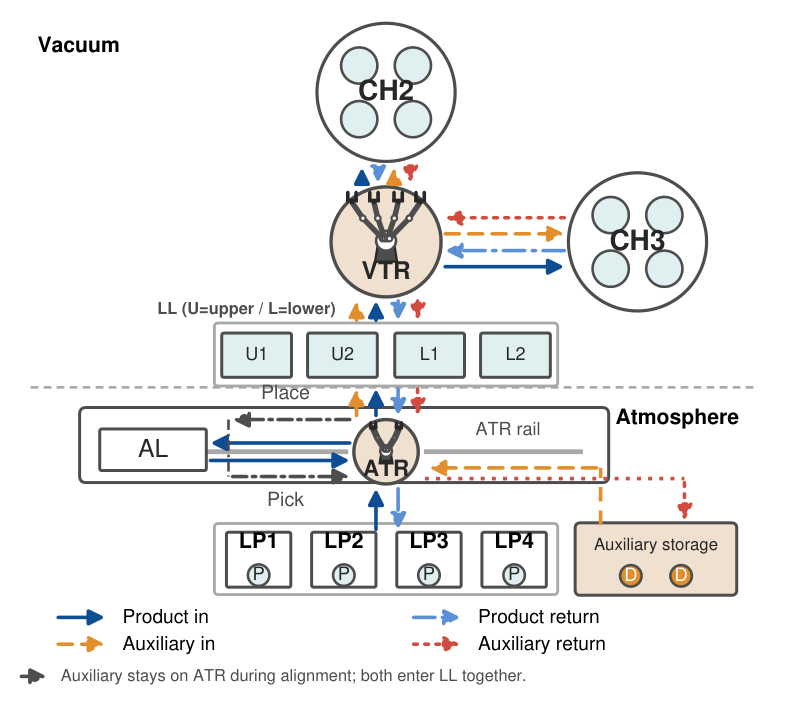 Vacuum
CH2
CH3
VTR
LL (U=upper / L=lower)
U1 U2 L1 L2
Place
Atmosphere
ATR rail
AL
ATR
Pick
LP1 LP2 LP3 LP4
P P P P
Auxiliary storage
D D
Product in
Product return
Auxiliary in
Auxiliary return
Auxiliary stays on ATR during alignment; both enter LL together.